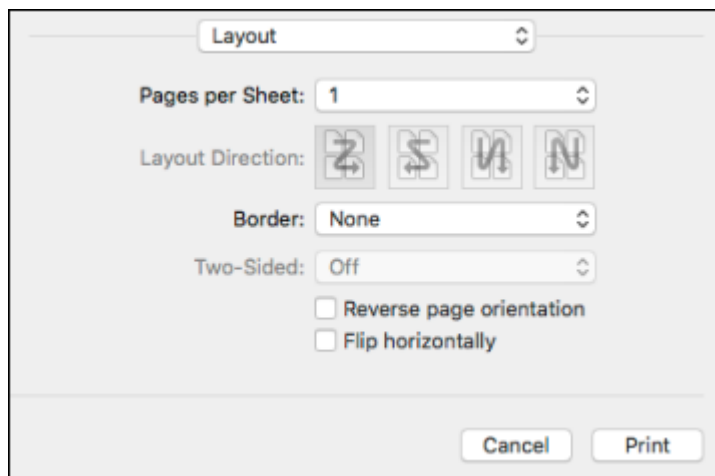 Layout
Pages per Sheet: 1
Layout Direction:
Border: None
Two-Sided: Off
Reverse page orientation
Flip horizontally
Cancel Print